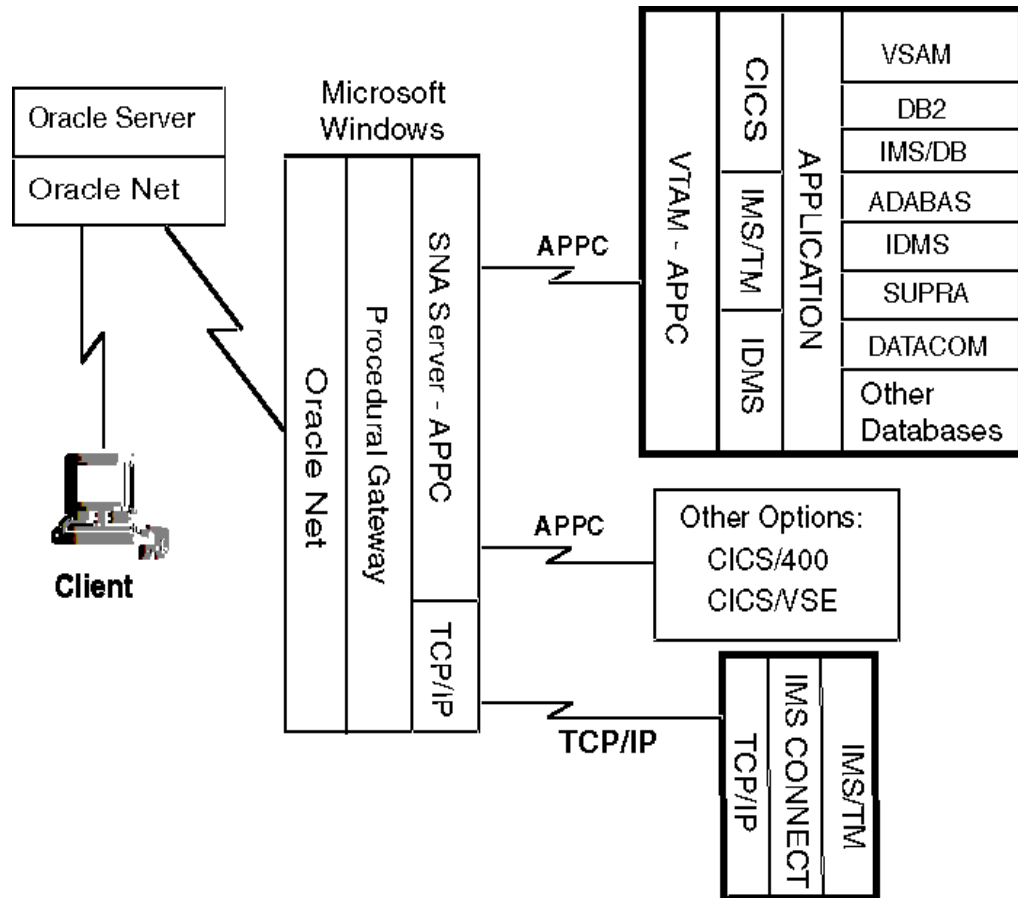 Oracle Server
Oracle Net
Client
Microsoft
Windows
Oracle Net
Procedural Gateway
SNA Server - APPC
TCP/IP
APPC
APPC
TCP/IP
VTAM - APPC
CICS
IMS/TM
IDMS
APPLICATION
VSAM
DB2
IMS/DB
ADABAS
IDMS
SUPRA
DATACOM
Other
Databases
Other Options:
CICS/400
CICS/VSE
TCP/IP
IMS CONNECT
IMS/TM